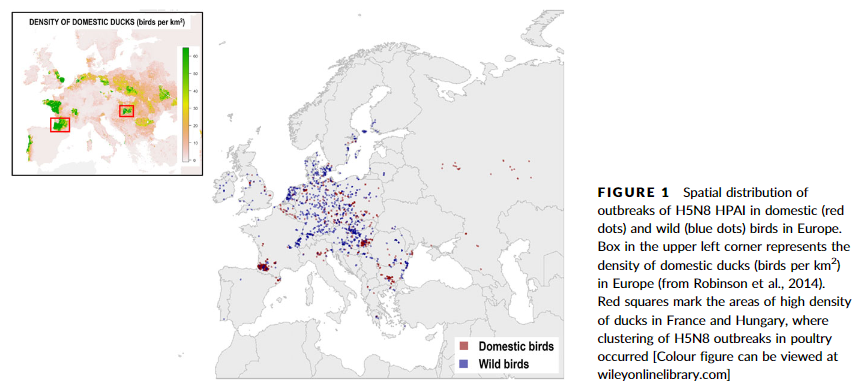 DENSITY OF DOMESTIC DUCKS (birds per km²)
60
50
40
30
20
10
0
Domestic birds
Wild birds
FIGURE 1 Spatial distribution of
outbreaks of H5N8 HPAI in domestic (red
dots) and wild (blue dots) birds in Europe.
Box in the upper left corner represents the
density of domestic ducks (birds per km²)
in Europe (from Robinson et al., 2014).
Red squares mark the areas of high density
of ducks in France and Hungary, where
clustering of H5N8 outbreaks in poultry
occurred [Colour figure can be viewed at
wileyonlinelibrary.com]